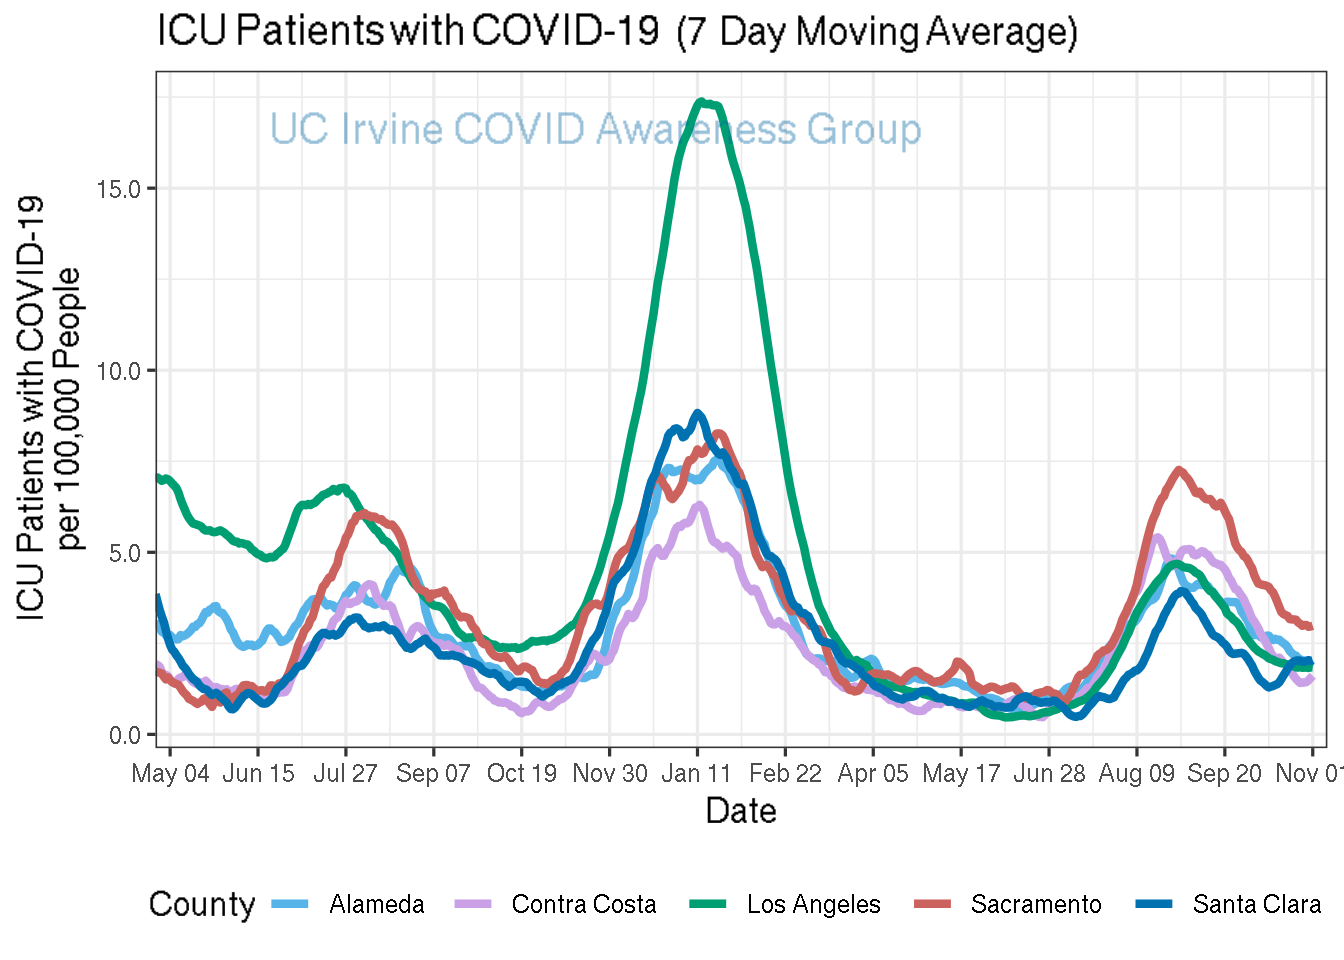 ICU Patients with COVID-19 (7 Day Moving Average)
UC Irvine COVID Awareness Group
ICU Patients with COVID-19
per 100,000 People
15.0
10.0
5.0
0.0
May 04 Jun 15 Jul 27 Sep 07 Oct 19 Nov 30 Jan 11 Feb 22 Apr 05 May 17 Jun 28 Aug 09 Sep 20 Nov 01
Date
County Alameda Contra Costa Los Angeles Sacramento Santa Clara